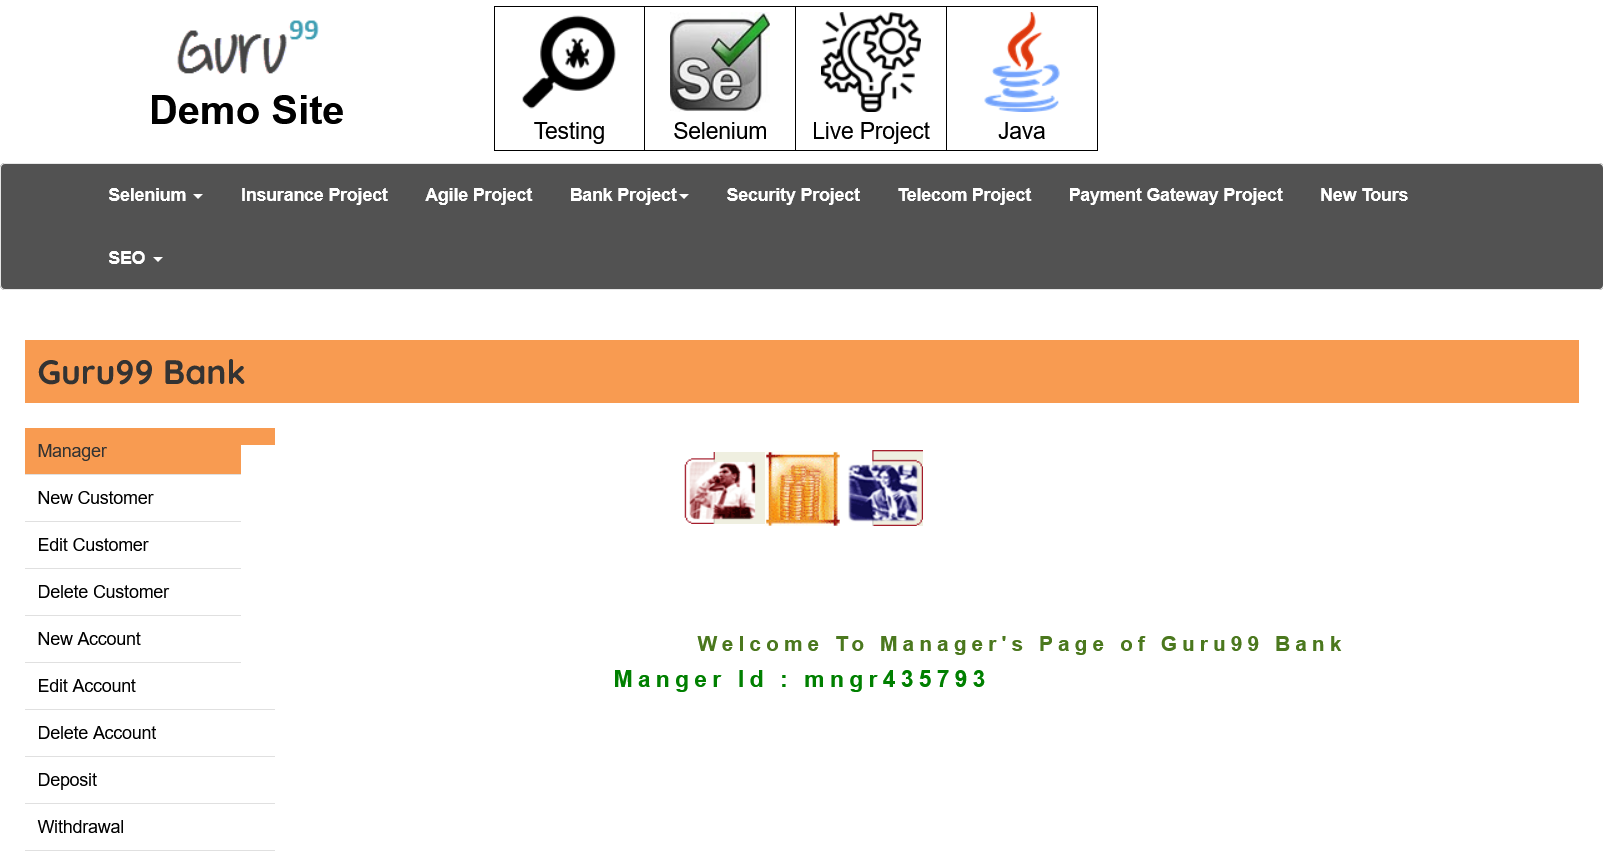 Guru99
Demo Site
Se
Testing
Selenium
Live Project
Java
Selenium
Insurance Project
Agile Project
Bank Project
Security Project
Telecom Project
Payment Gateway Project
New Tours
SEO
Guru99 Bank
Manager
New Customer
Edit Customer
Delete Customer
New Account
Edit Account
Delete Account
Deposit
Withdrawal
Welcome To Manager's Page of Guru99 Bank
Manger Id : mngr435793